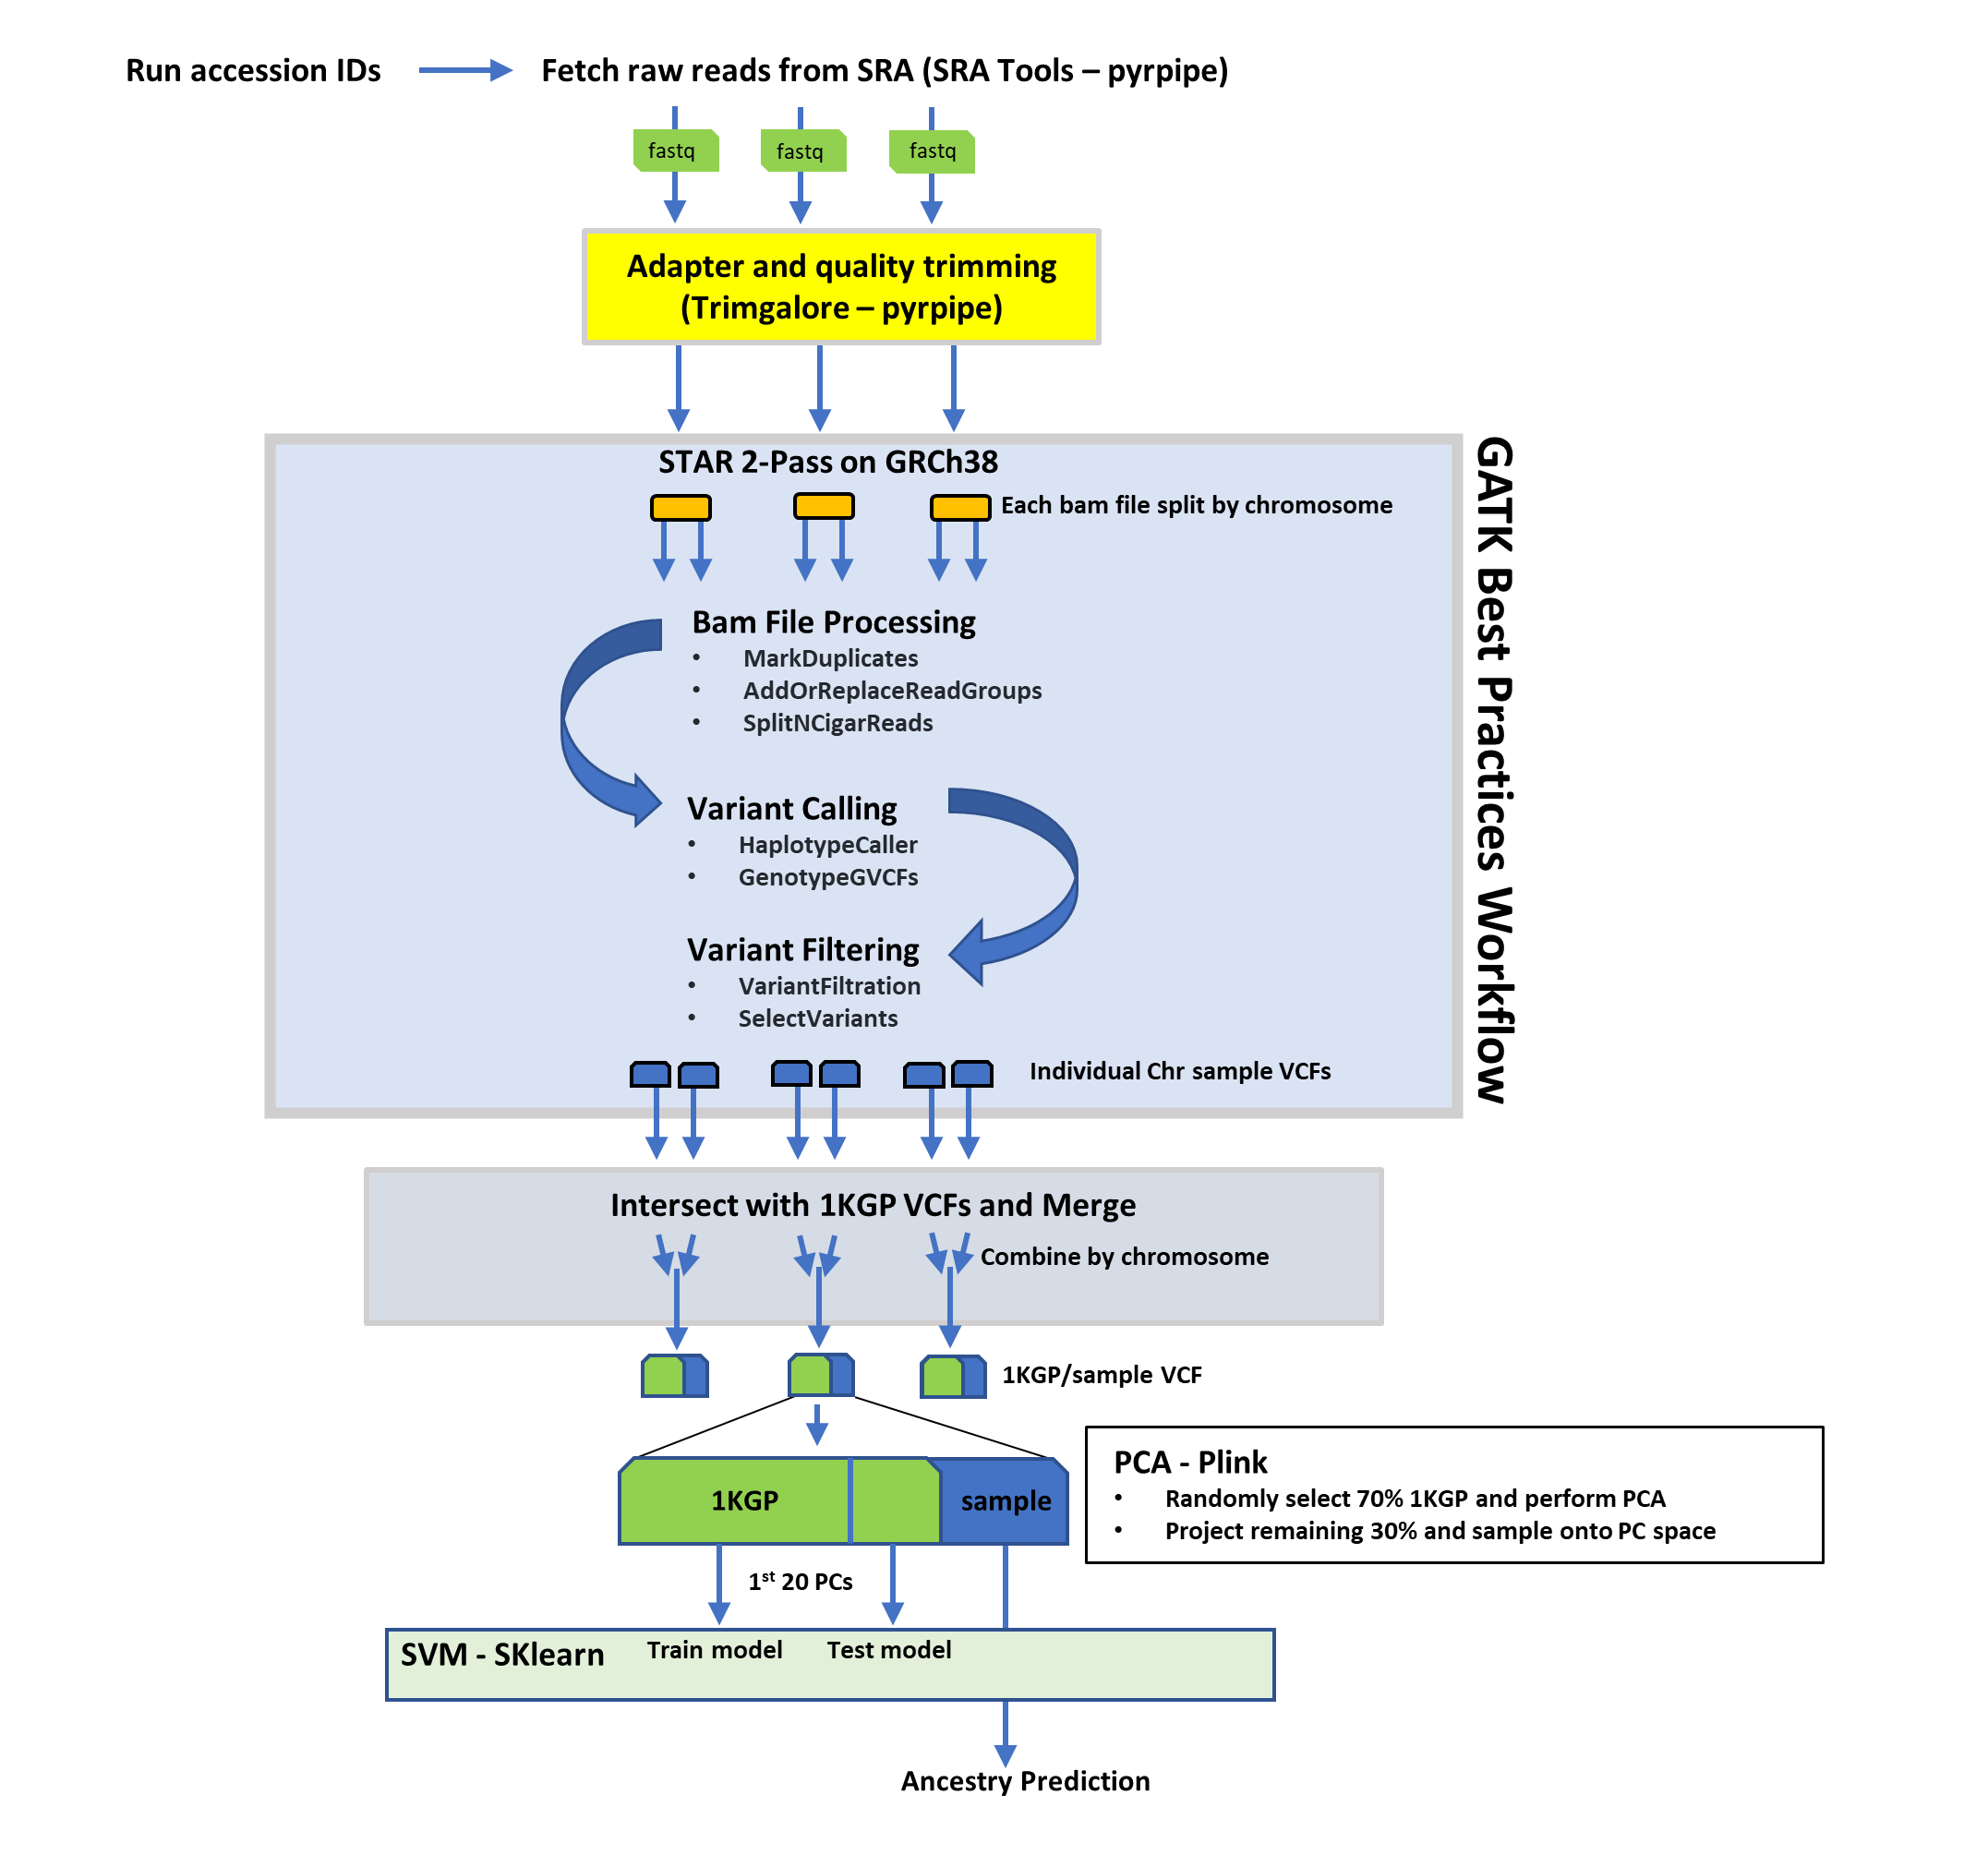 Run accession IDs
Fetch raw reads from SRA (SRA Tools – pyrpipe)
fastq
fastq
fastq
Adapter and quality trimming
(Trimgalore – pyrpipe)
GATK Best Practices Workflow
STAR 2-Pass on GRCh38
Each bam file split by chromosome
Bam File Processing
• MarkDuplicates
• AddOrReplaceReadGroups
• SplitNCigarReads
Variant Calling
• HaplotypeCaller
• GenotypeGVCFs
Variant Filtering
• VariantFiltration
• SelectVariants
Individual Chr sample VCFs
Intersect with 1KGP VCFs and Merge
Combine by chromosome
1KGP/sample VCF
1KGP
sample
PCA - Plink
• Randomly select 70% 1KGP and perform PCA
• Project remaining 30% and sample onto PC space
1st 20 PCs
SVM - SKlearn
Train model
Test model
Ancestry Prediction